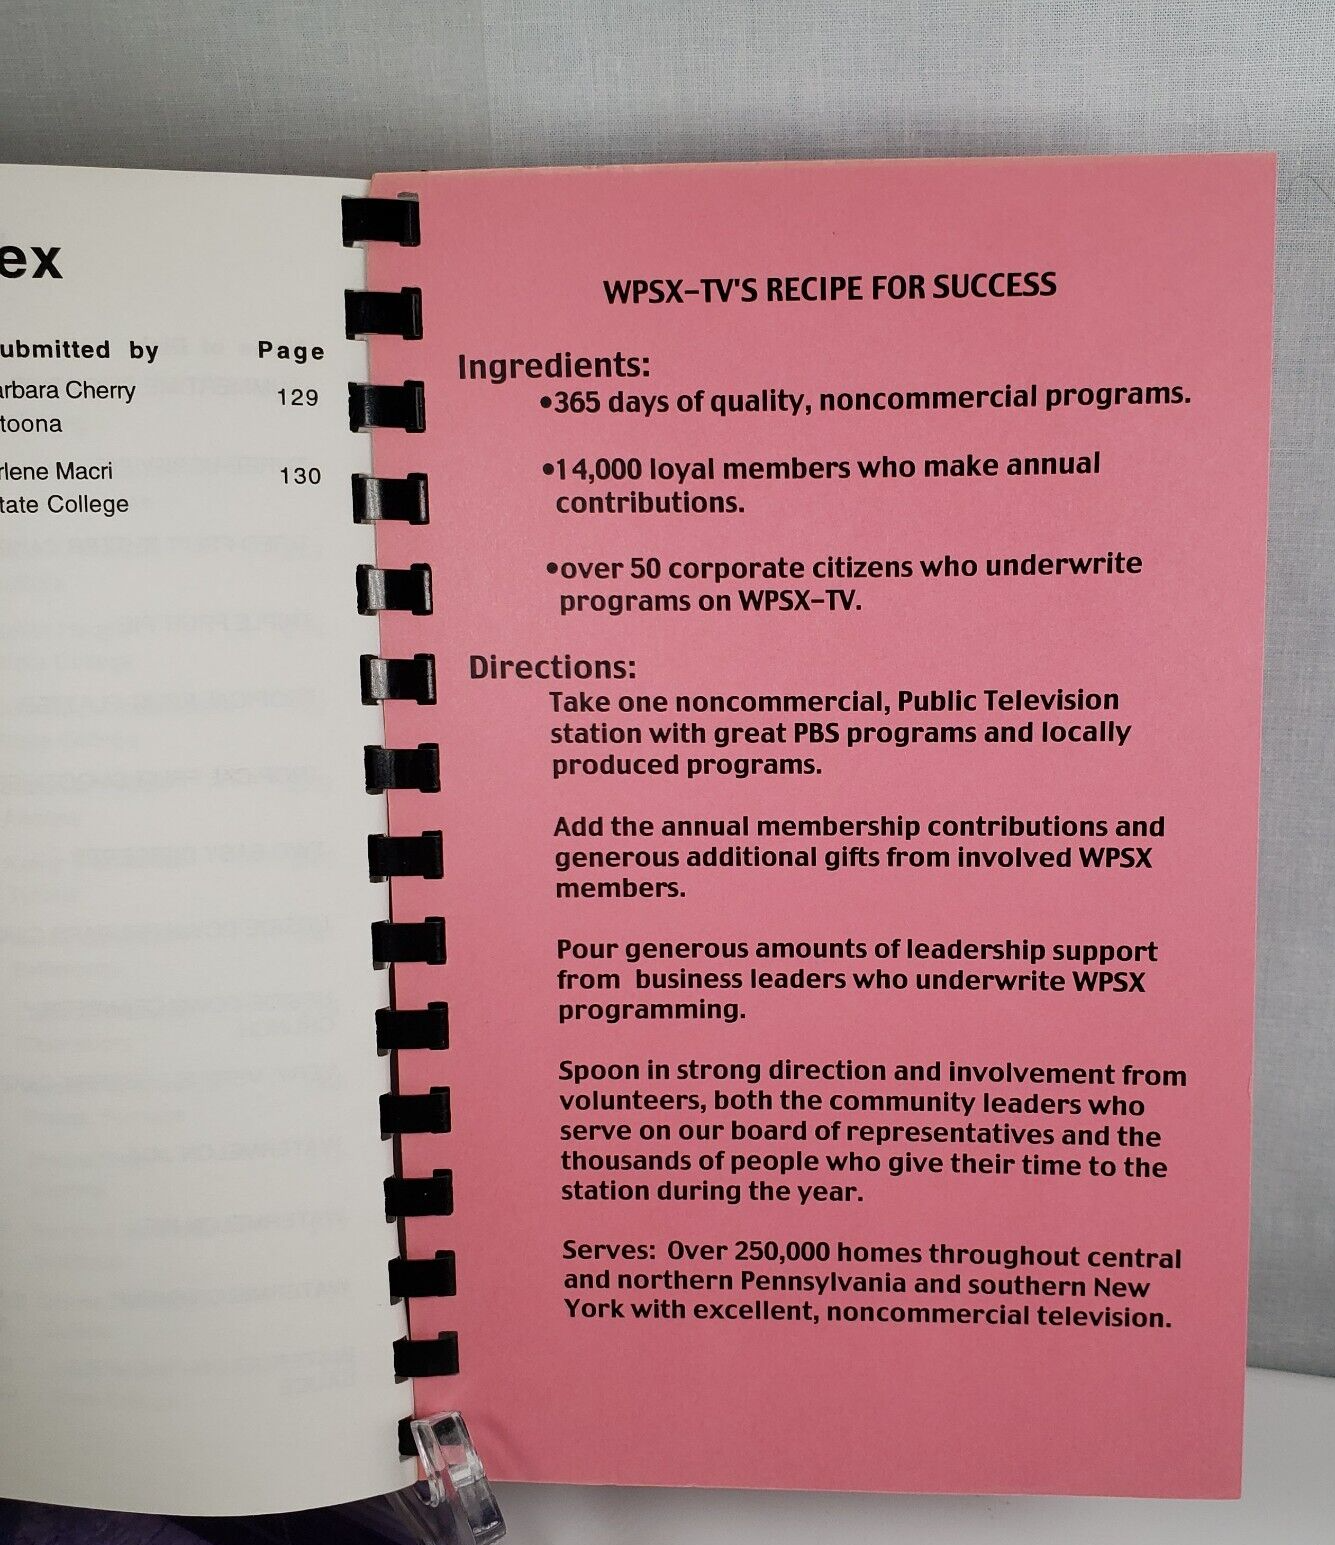 ex
ubmitted by Page
arbara Cherry 129
toona
rlene Macri 130
tate College
WPSX-TV'S RECIPE FOR SUCCESS
Ingredients:
•365 days of quality, noncommercial programs.
•14,000 loyal members who make annual
contributions.
•over 50 corporate citizens who underwrite
programs on WPSX-TV.
Directions:
Take one noncommercial, Public Television
station with great PBS programs and locally
produced programs.
Add the annual membership contributions and
generous additional gifts from involved WPSX
members.
Pour generous amounts of leadership support
from business leaders who underwrite WPSX
programming.
Spoon in strong direction and involvement from
volunteers, both the community leaders who
serve on our board of representatives and the
thousands of people who give their time to the
station during the year.
Serves: Over 250,000 homes throughout central
and northern Pennsylvania and southern New
York with excellent, noncommercial television.